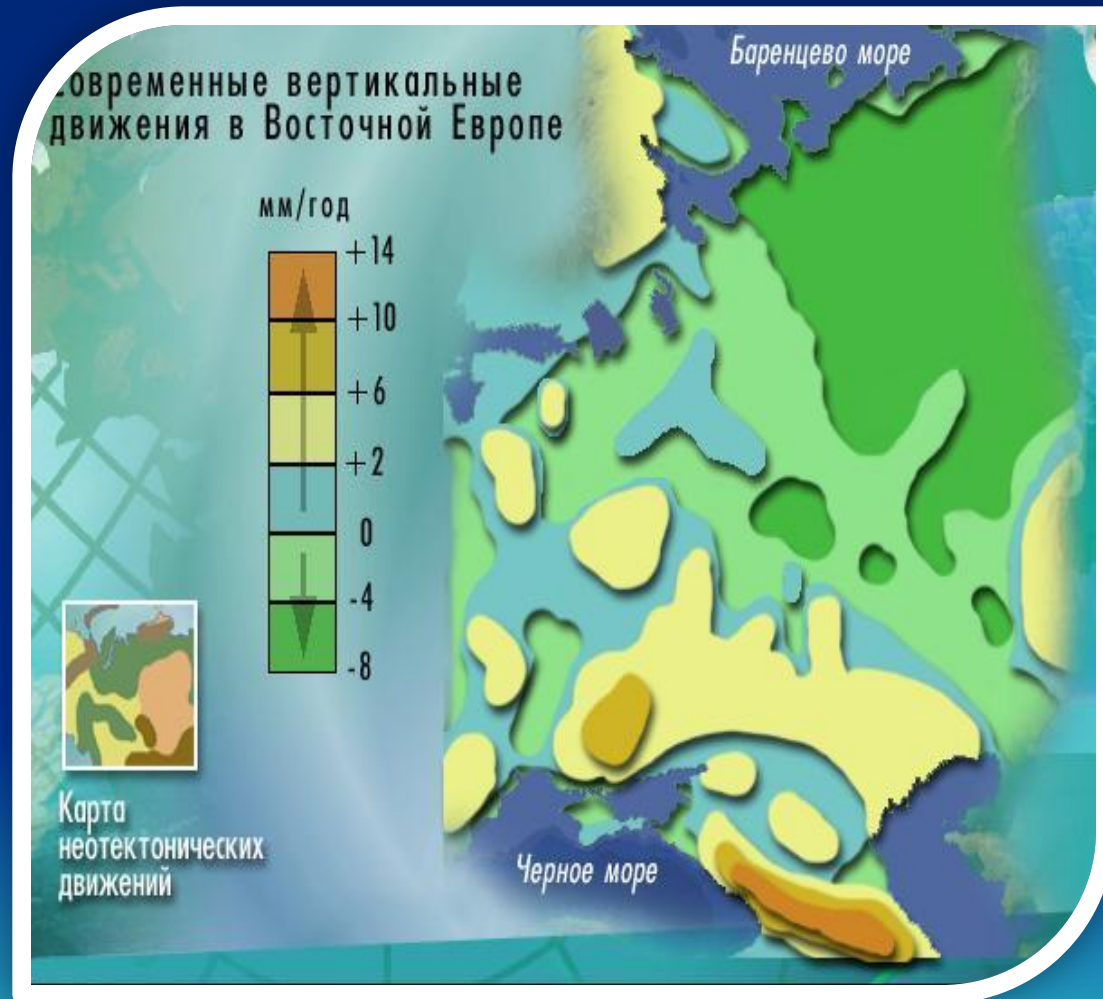 Современные вертикальные
движения в Восточной Европе
Баренцево море
мм/год
+14
+10
+6
+2
0
-4
-8
Карта
неотектонических
движений
Черное море